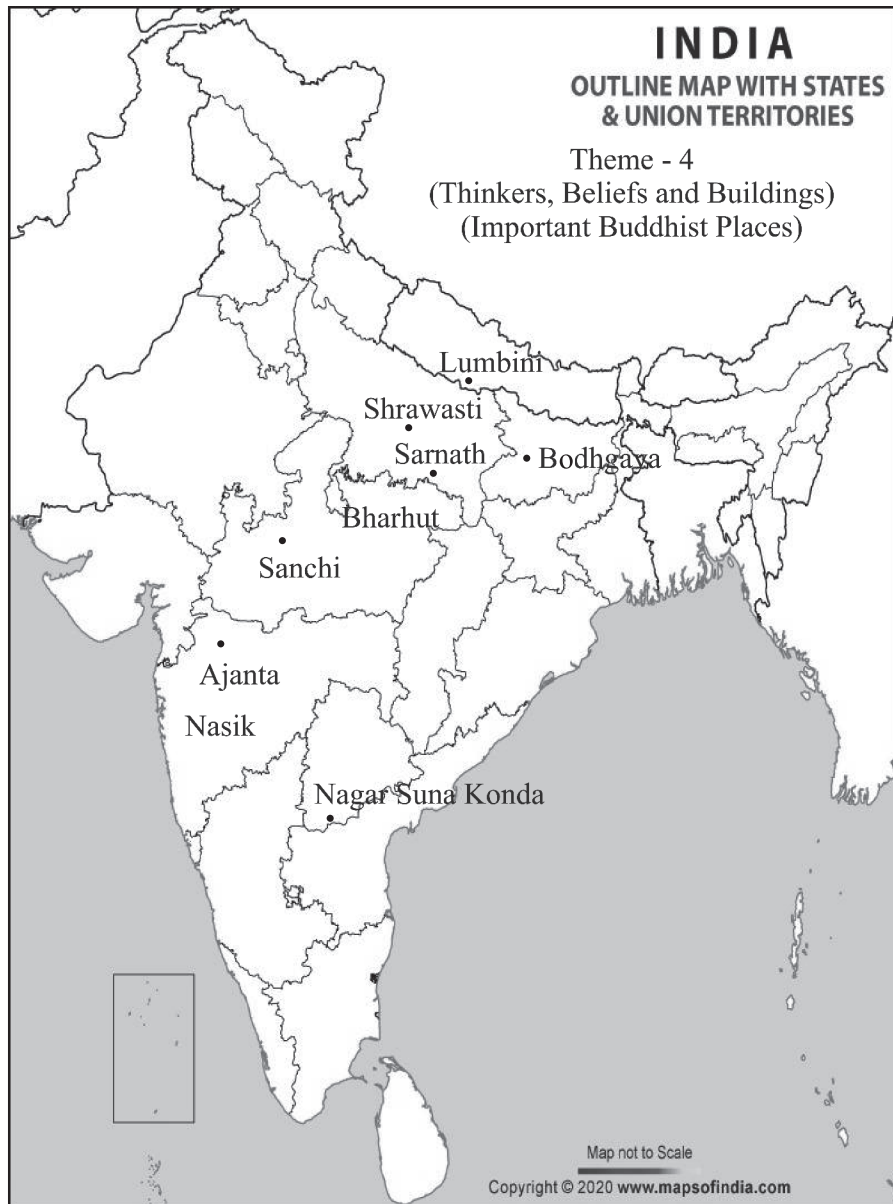 INDIA
OUTLINE MAP WITH STATES
& UNION TERRITORIES
Theme - 4
(Thinkers, Beliefs and Buildings)
(Important Buddhist Places)
Lumbini
Shrawasti
Sarnath
Bodhgaya
Bharhut
Sanchi
Ajanta
Nasik
Nagar Suna Konda
Map not to Scale
Copyright © 2020 www.mapsofindia.com